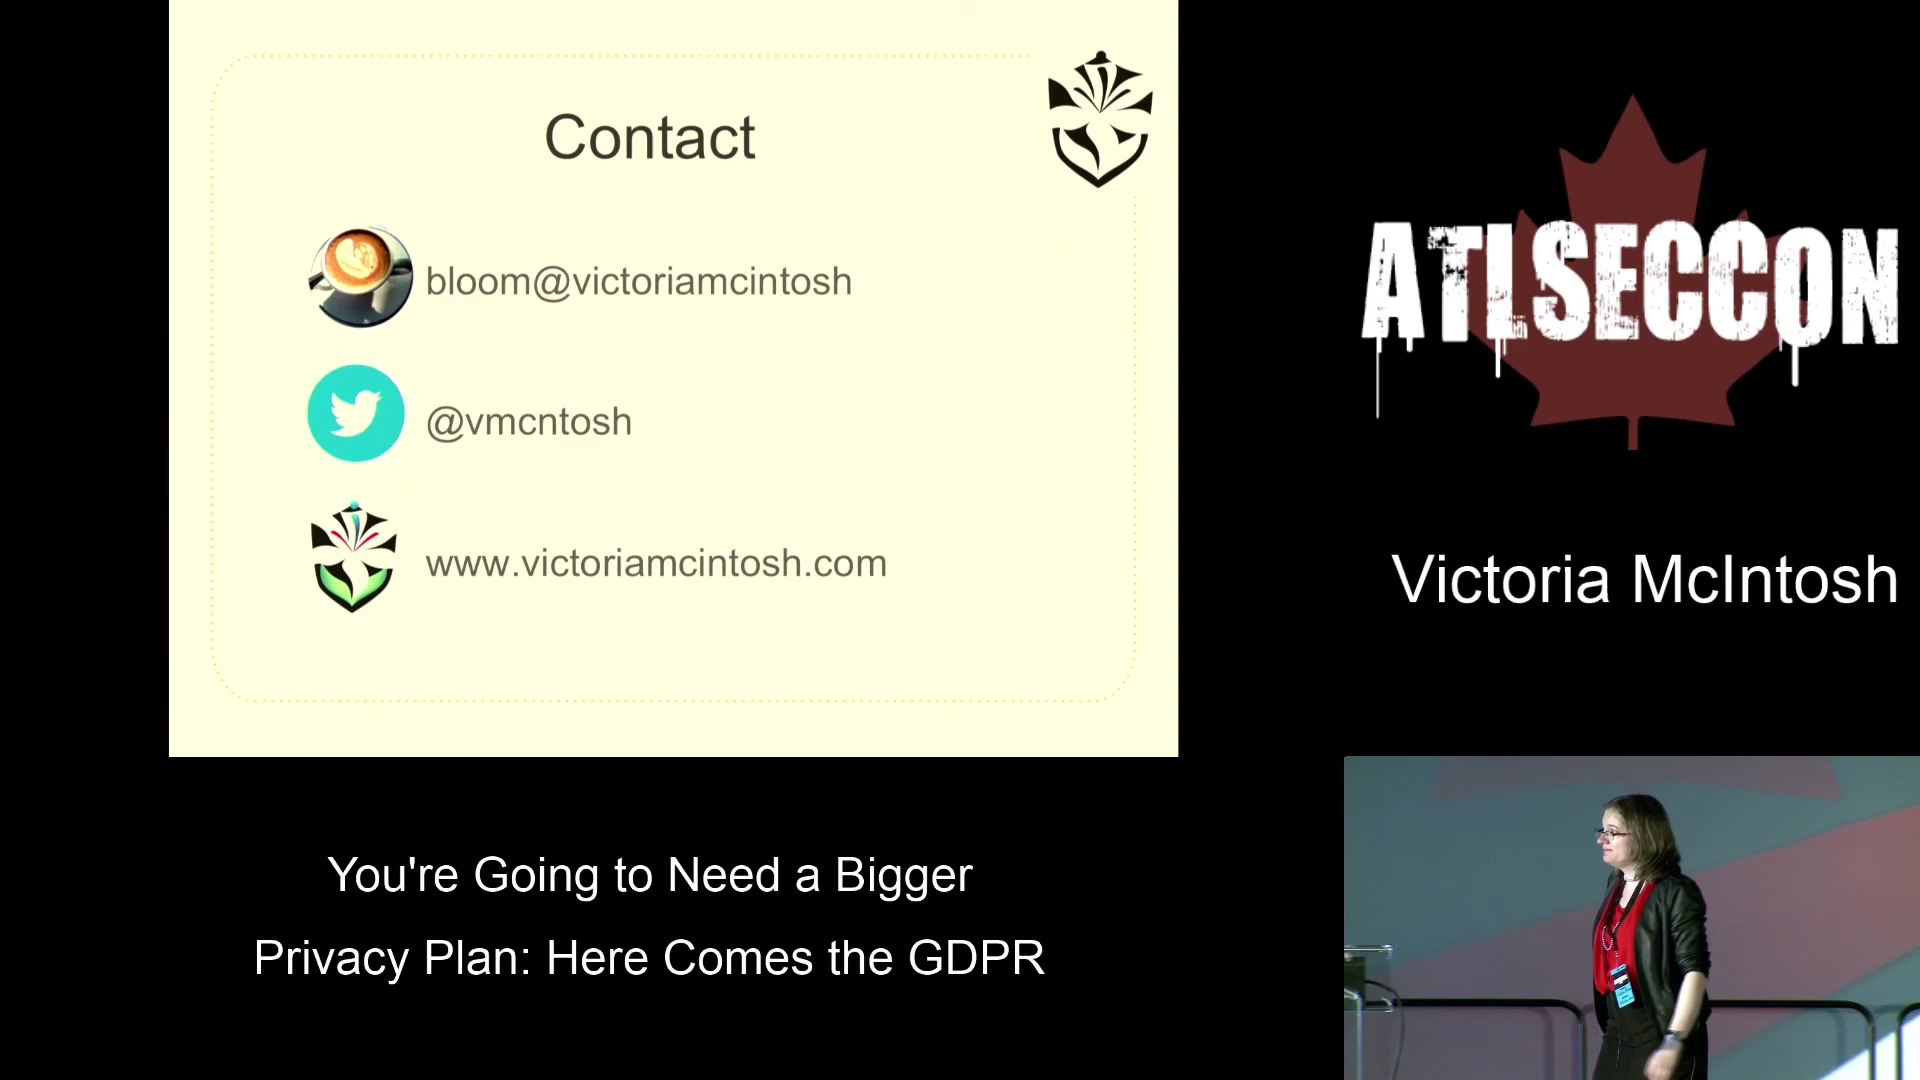 Contact
bloom@victoriamcintosh
@vmcntosh
www.victoriamcintosh.com
ATLSECCON
Victoria McIntosh
You're Going to Need a Bigger
Privacy Plan: Here Comes the GDPR